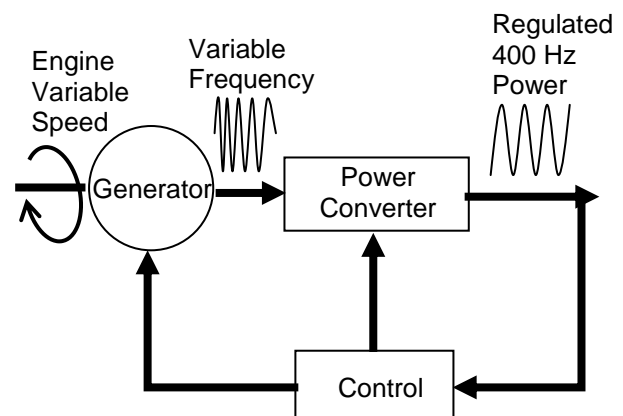 Engine
Variable
Speed
Variable
Frequency
Regulated
400 Hz
Power
Generator
Power
Converter
Control